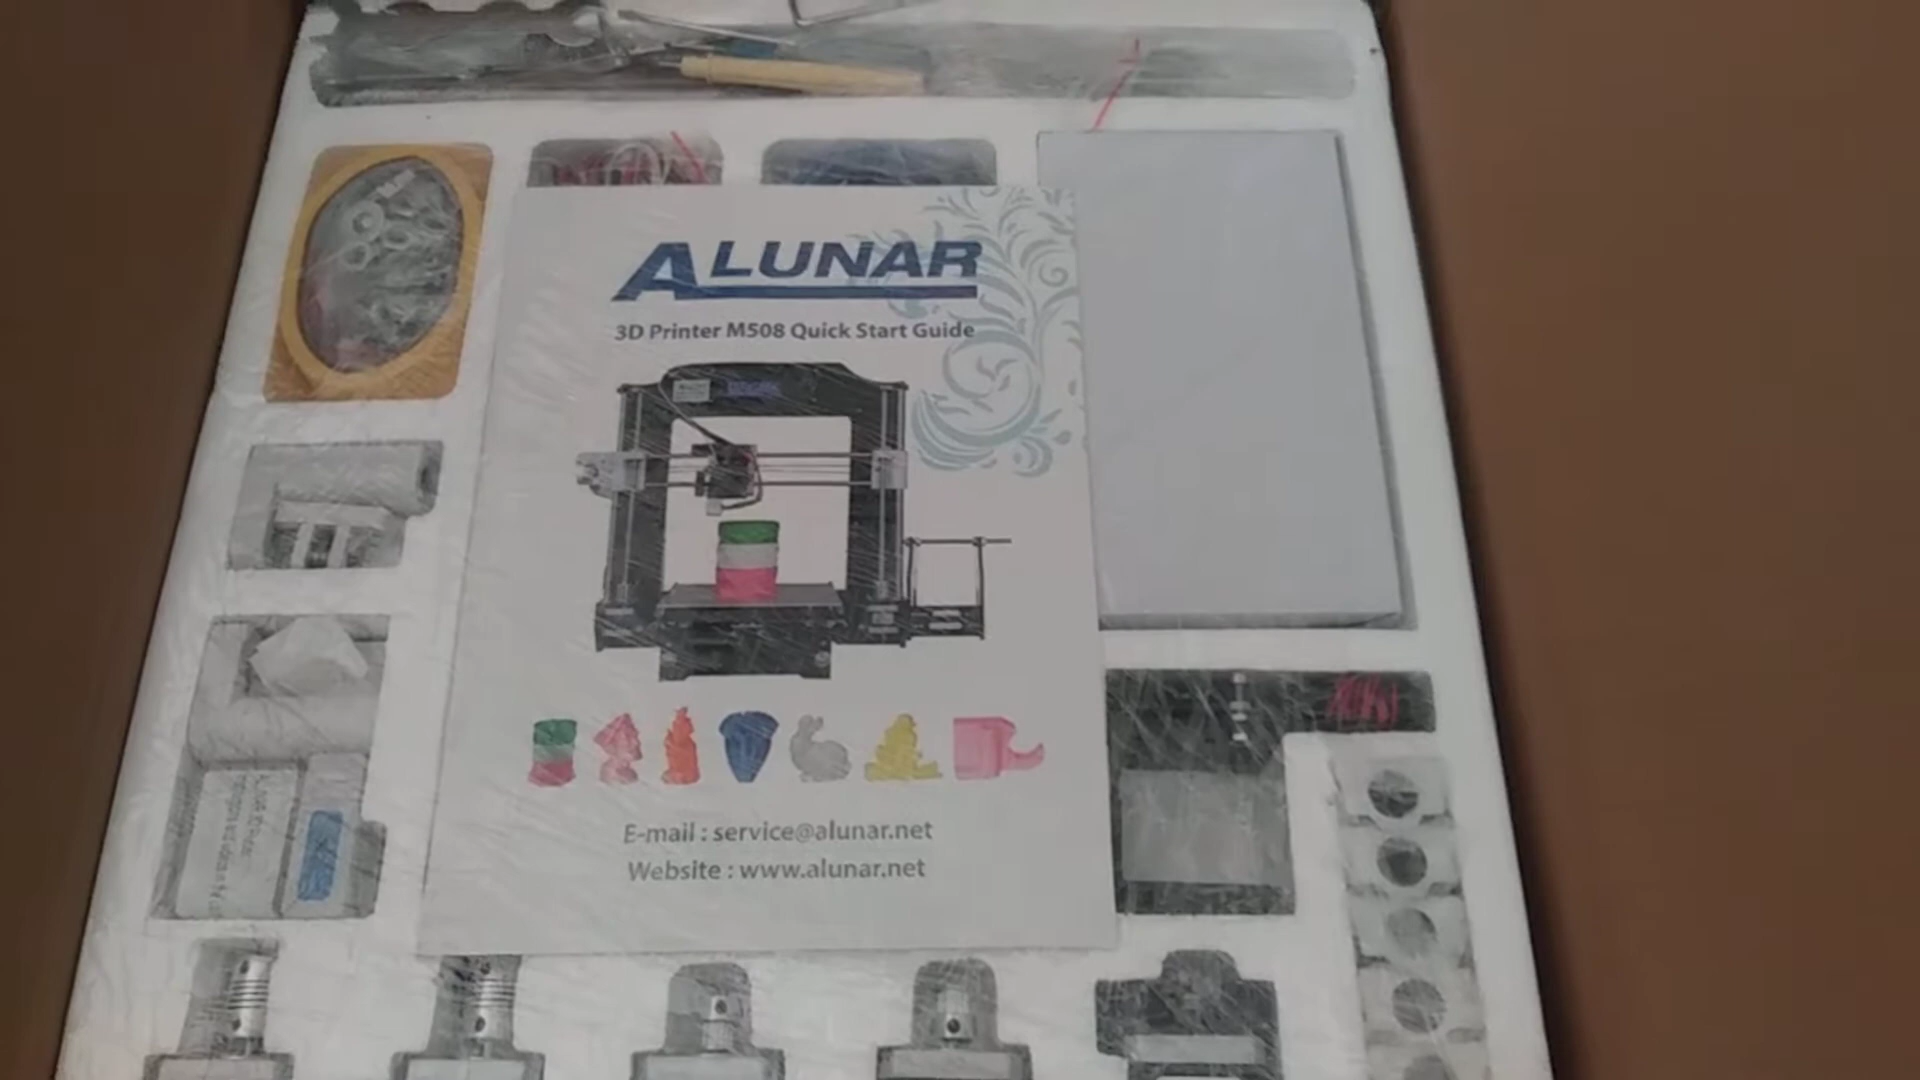 ALUNAR
3D Printer M508 Quick Start Guide
E-mail : service@alunar.net
Website : www.alunar.net